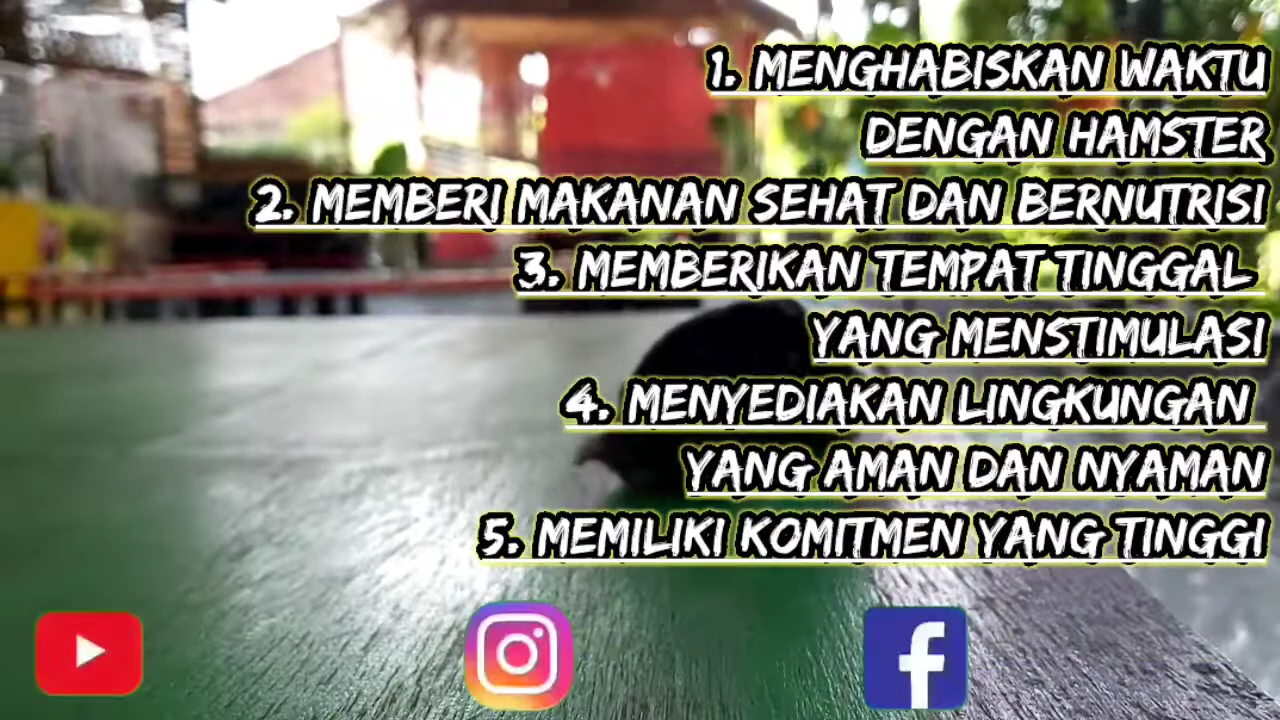 1. MENGHABISKAN WAKTU
DENGAN HAMSTER
2. MEMBERI MAKANAN SEHAT DAN BERNUTRISI
3. MEMBERIKAN TEMPAT TINGGAL
YANG MENSTIMULASI
4. MENYEDIAKAN LINGKUNGAN
YANG AMAN DAN NYAMAN
5. MEMILIKI KOMITMEN YANG TINGGI